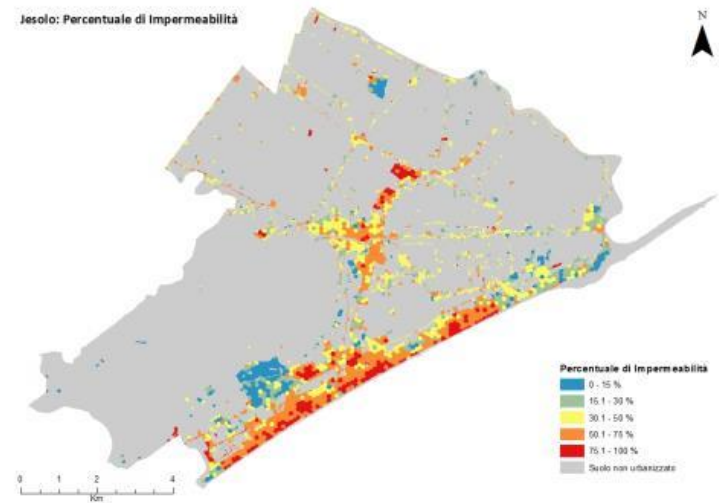 Jesolo: Percentuale di Impermeabilità
N
Percentuale di Impermeabilità
0 - 15 %
15.1 - 30 %
30.1 - 50 %
50.1 - 75 %
75.1 - 100 %
Suolo non urbanizzato
0 1 2 4
Km